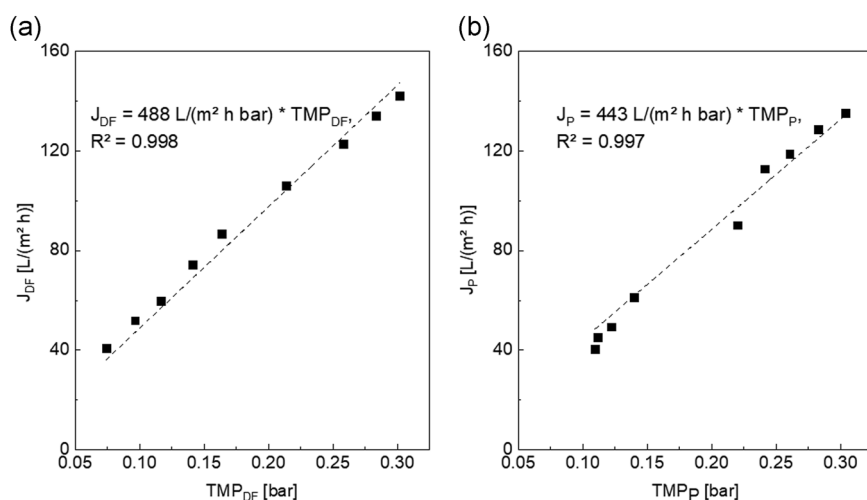 (a)
160
120
80
40
0
J_DF [L/(m² h)]
J_DF = 488 L/(m² h bar) * TMP_DF,
R² = 0.998
0.05 0.10 0.15 0.20 0.25 0.30
TMP_DF [bar]
(b)
160
120
80
40
0
J_P [L/(m² h)]
J_P = 443 L/(m² h bar) * TMP_P,
R² = 0.997
0.05 0.10 0.15 0.20 0.25 0.30
TMP_P [bar]